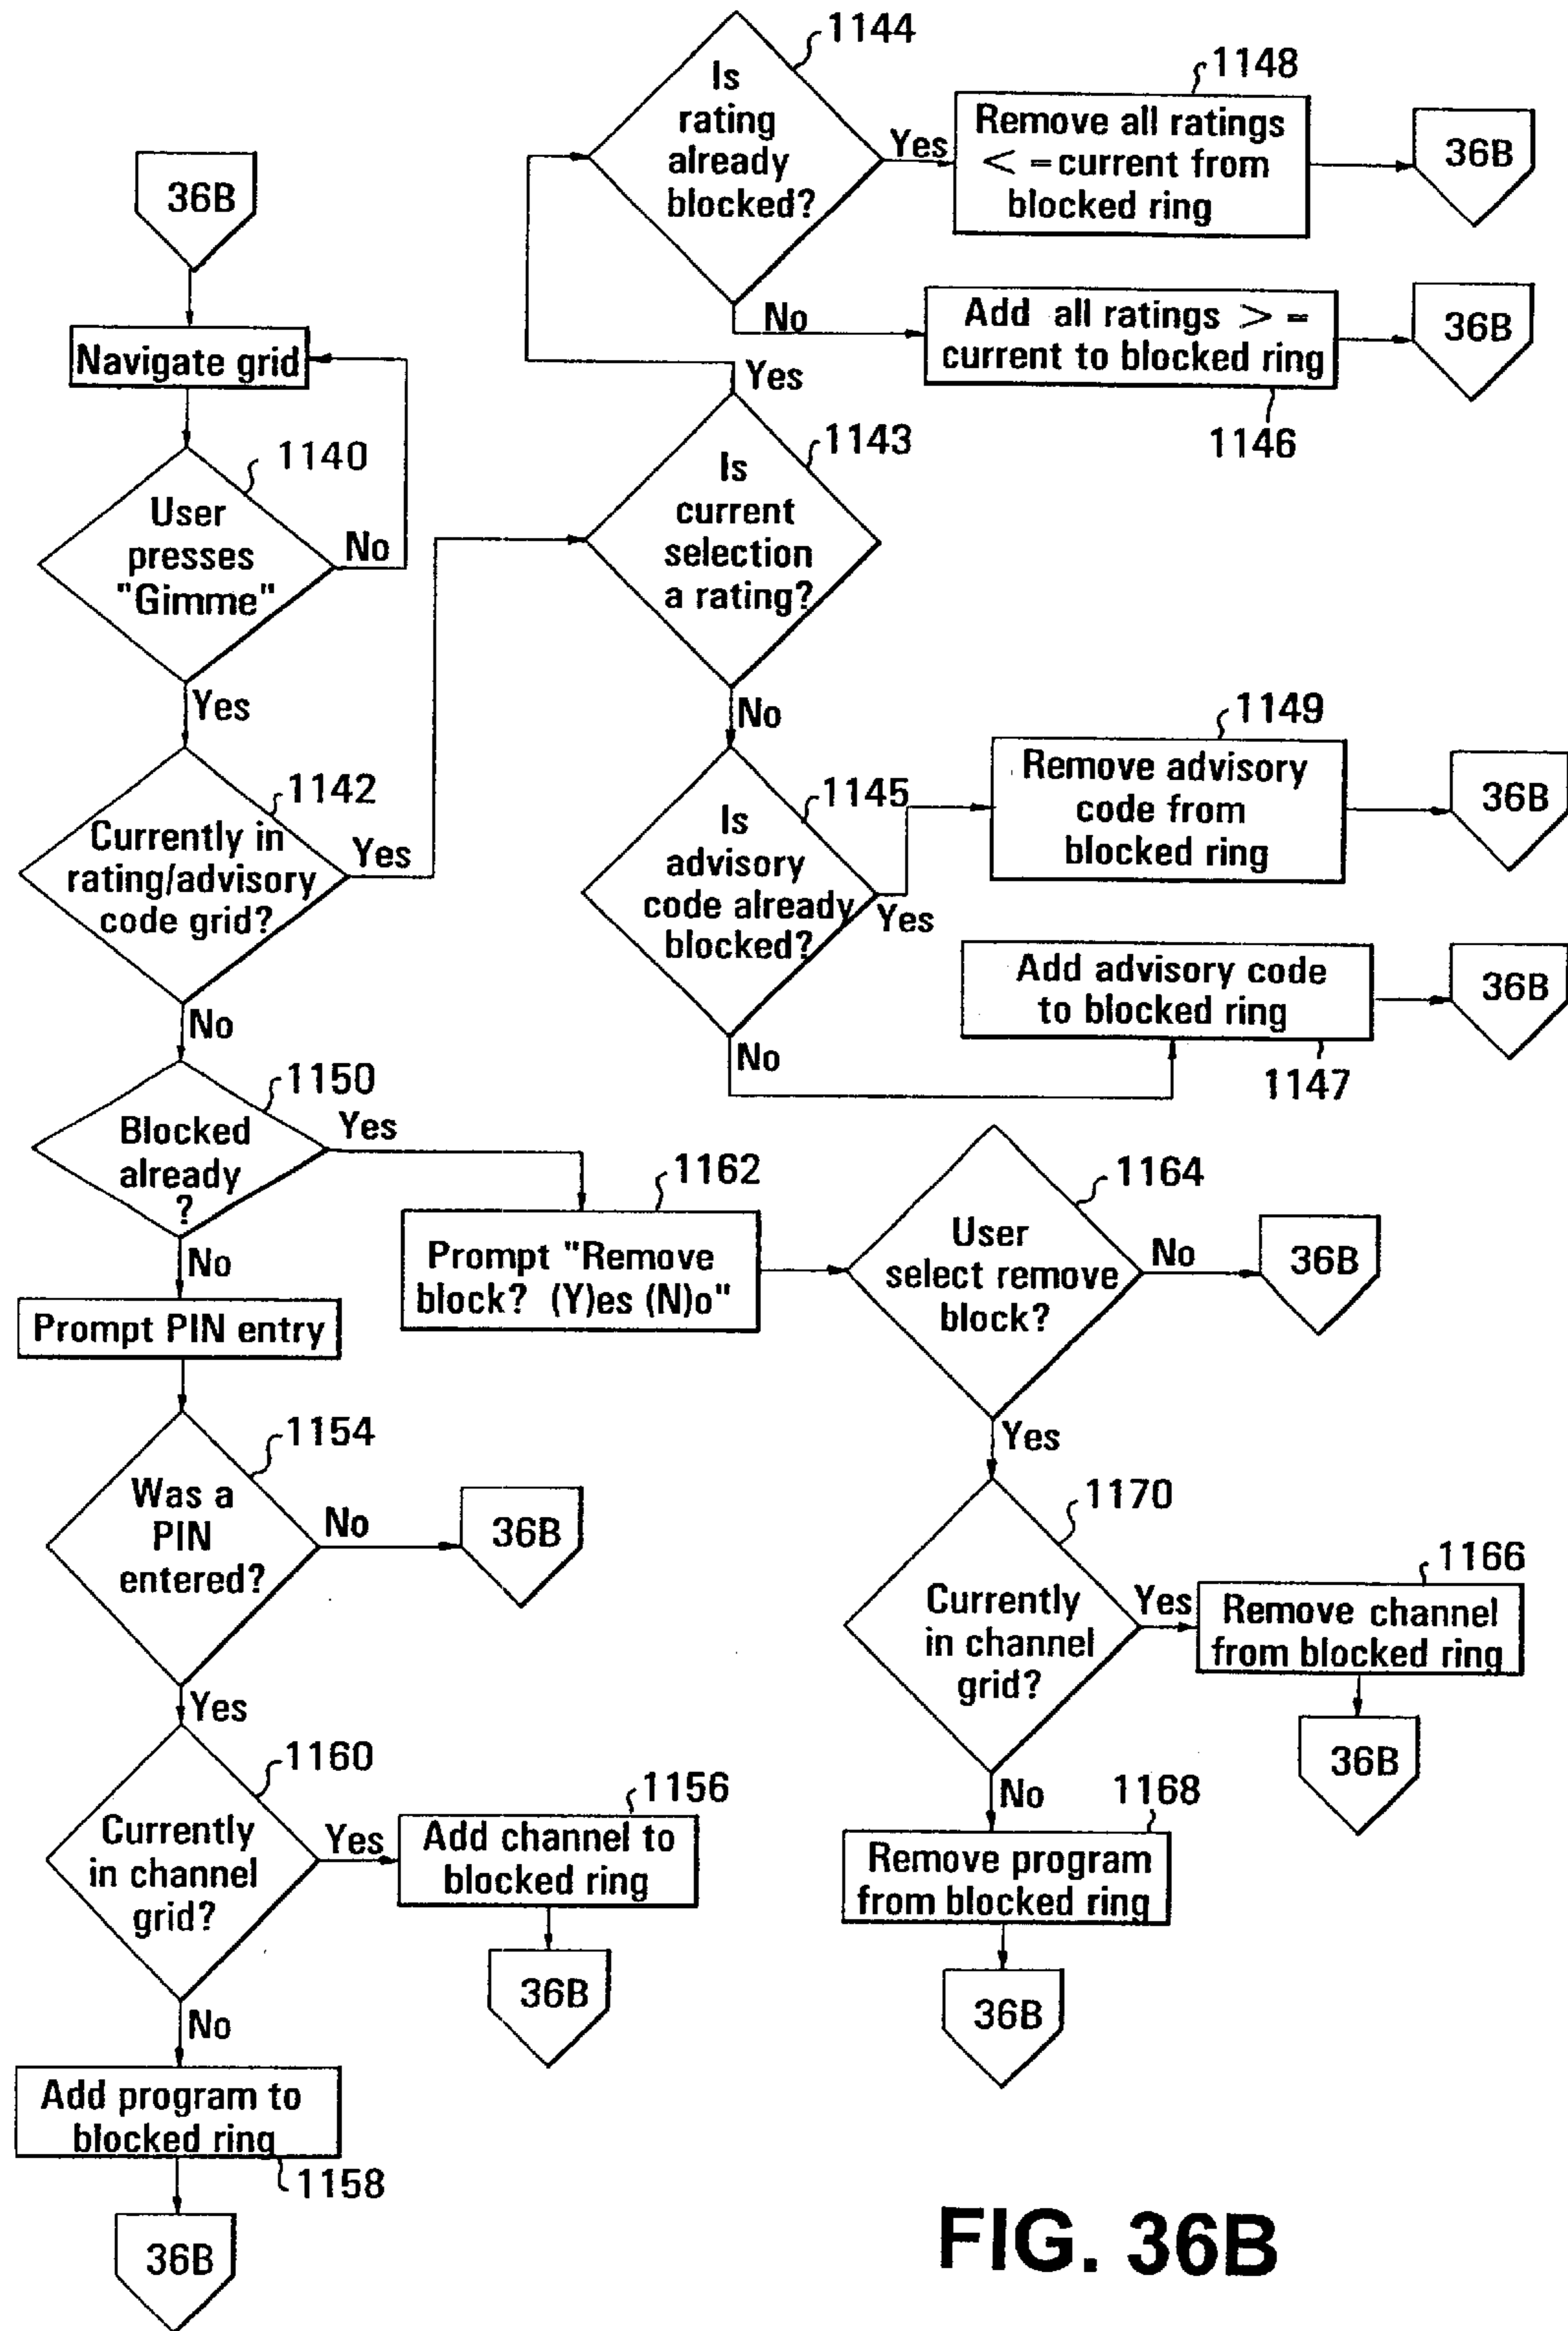 1144
Is
rating
already
blocked?
Yes
1148
Remove all ratings
< = current from
blocked ring
36B
No
Add all ratings > =
current to blocked ring
1146
36B
36B
Navigate grid
1140
User
presses
"Gimme"
No
Yes
1142
Currently in
rating/advisory
code grid?
Yes
No
Yes
1143
Is
current
selection
a rating?
No
1145
Is
advisory
code already
blocked?
Yes
1149
Remove advisory
code from
blocked ring
36B
No
Add advisory code
to blocked ring
1147
36B
1150
Blocked
already
?
Yes
No
1162
Prompt "Remove
block? (Y)es (N)o"
1164
User
select remove
block?
No
36B
Yes
Prompt PIN entry
1154
Was a
PIN
entered?
No
36B
Yes
1170
Currently
in channel
grid?
Yes
1166
Remove channel
from blocked ring
36B
No
1168
Remove program
from blocked ring
36B
1160
Currently
in channel
grid?
Yes
1156
Add channel to
blocked ring
36B
No
Add program to
blocked ring
1158
36B
FIG. 36B